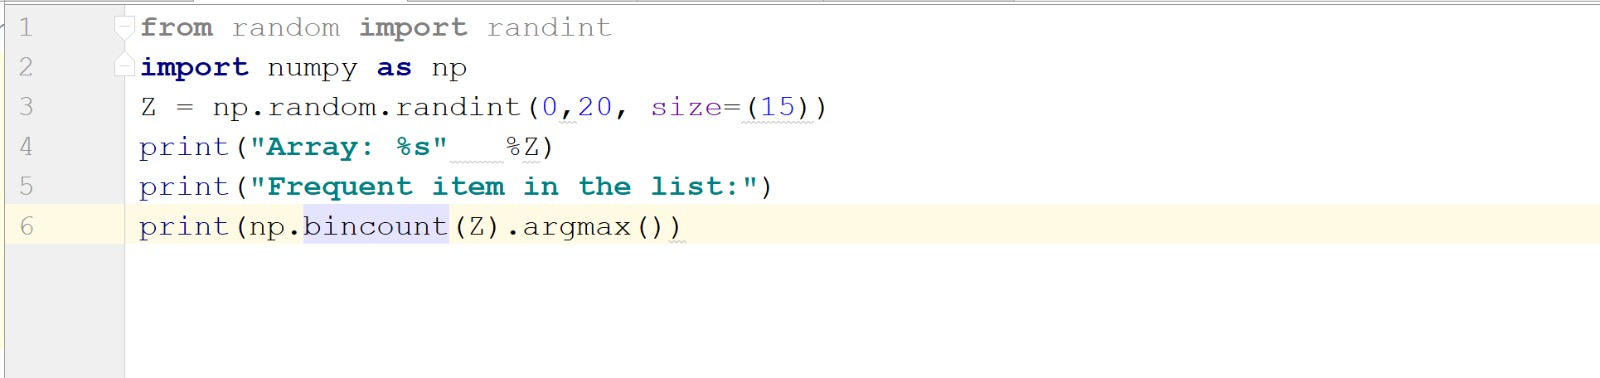 1 from random import randint
2 import numpy as np
3 Z = np.random.randint(0,20, size=(15))
4 print("Array: %s"   %Z)
5 print("Frequent item in the list:")
6 print(np.bincount(Z).argmax())